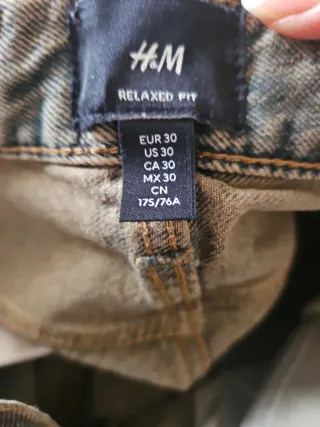 H&M
RELAXED FIT
EUR 30
US 30
CA 30
MX 30
CN
175/76A